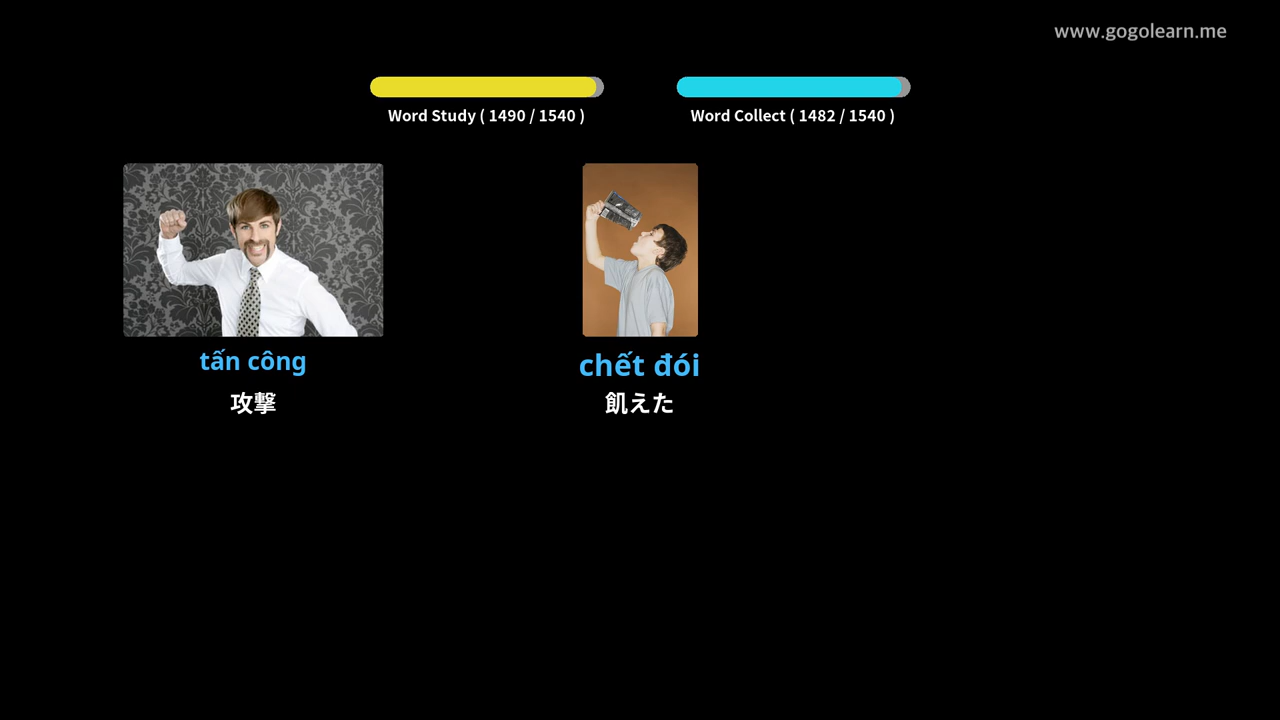 www.gogolearn.me
Word Study ( 1490 / 1540 )
Word Collect ( 1482 / 1540 )
tấn công
攻撃
chết đói
飢えた